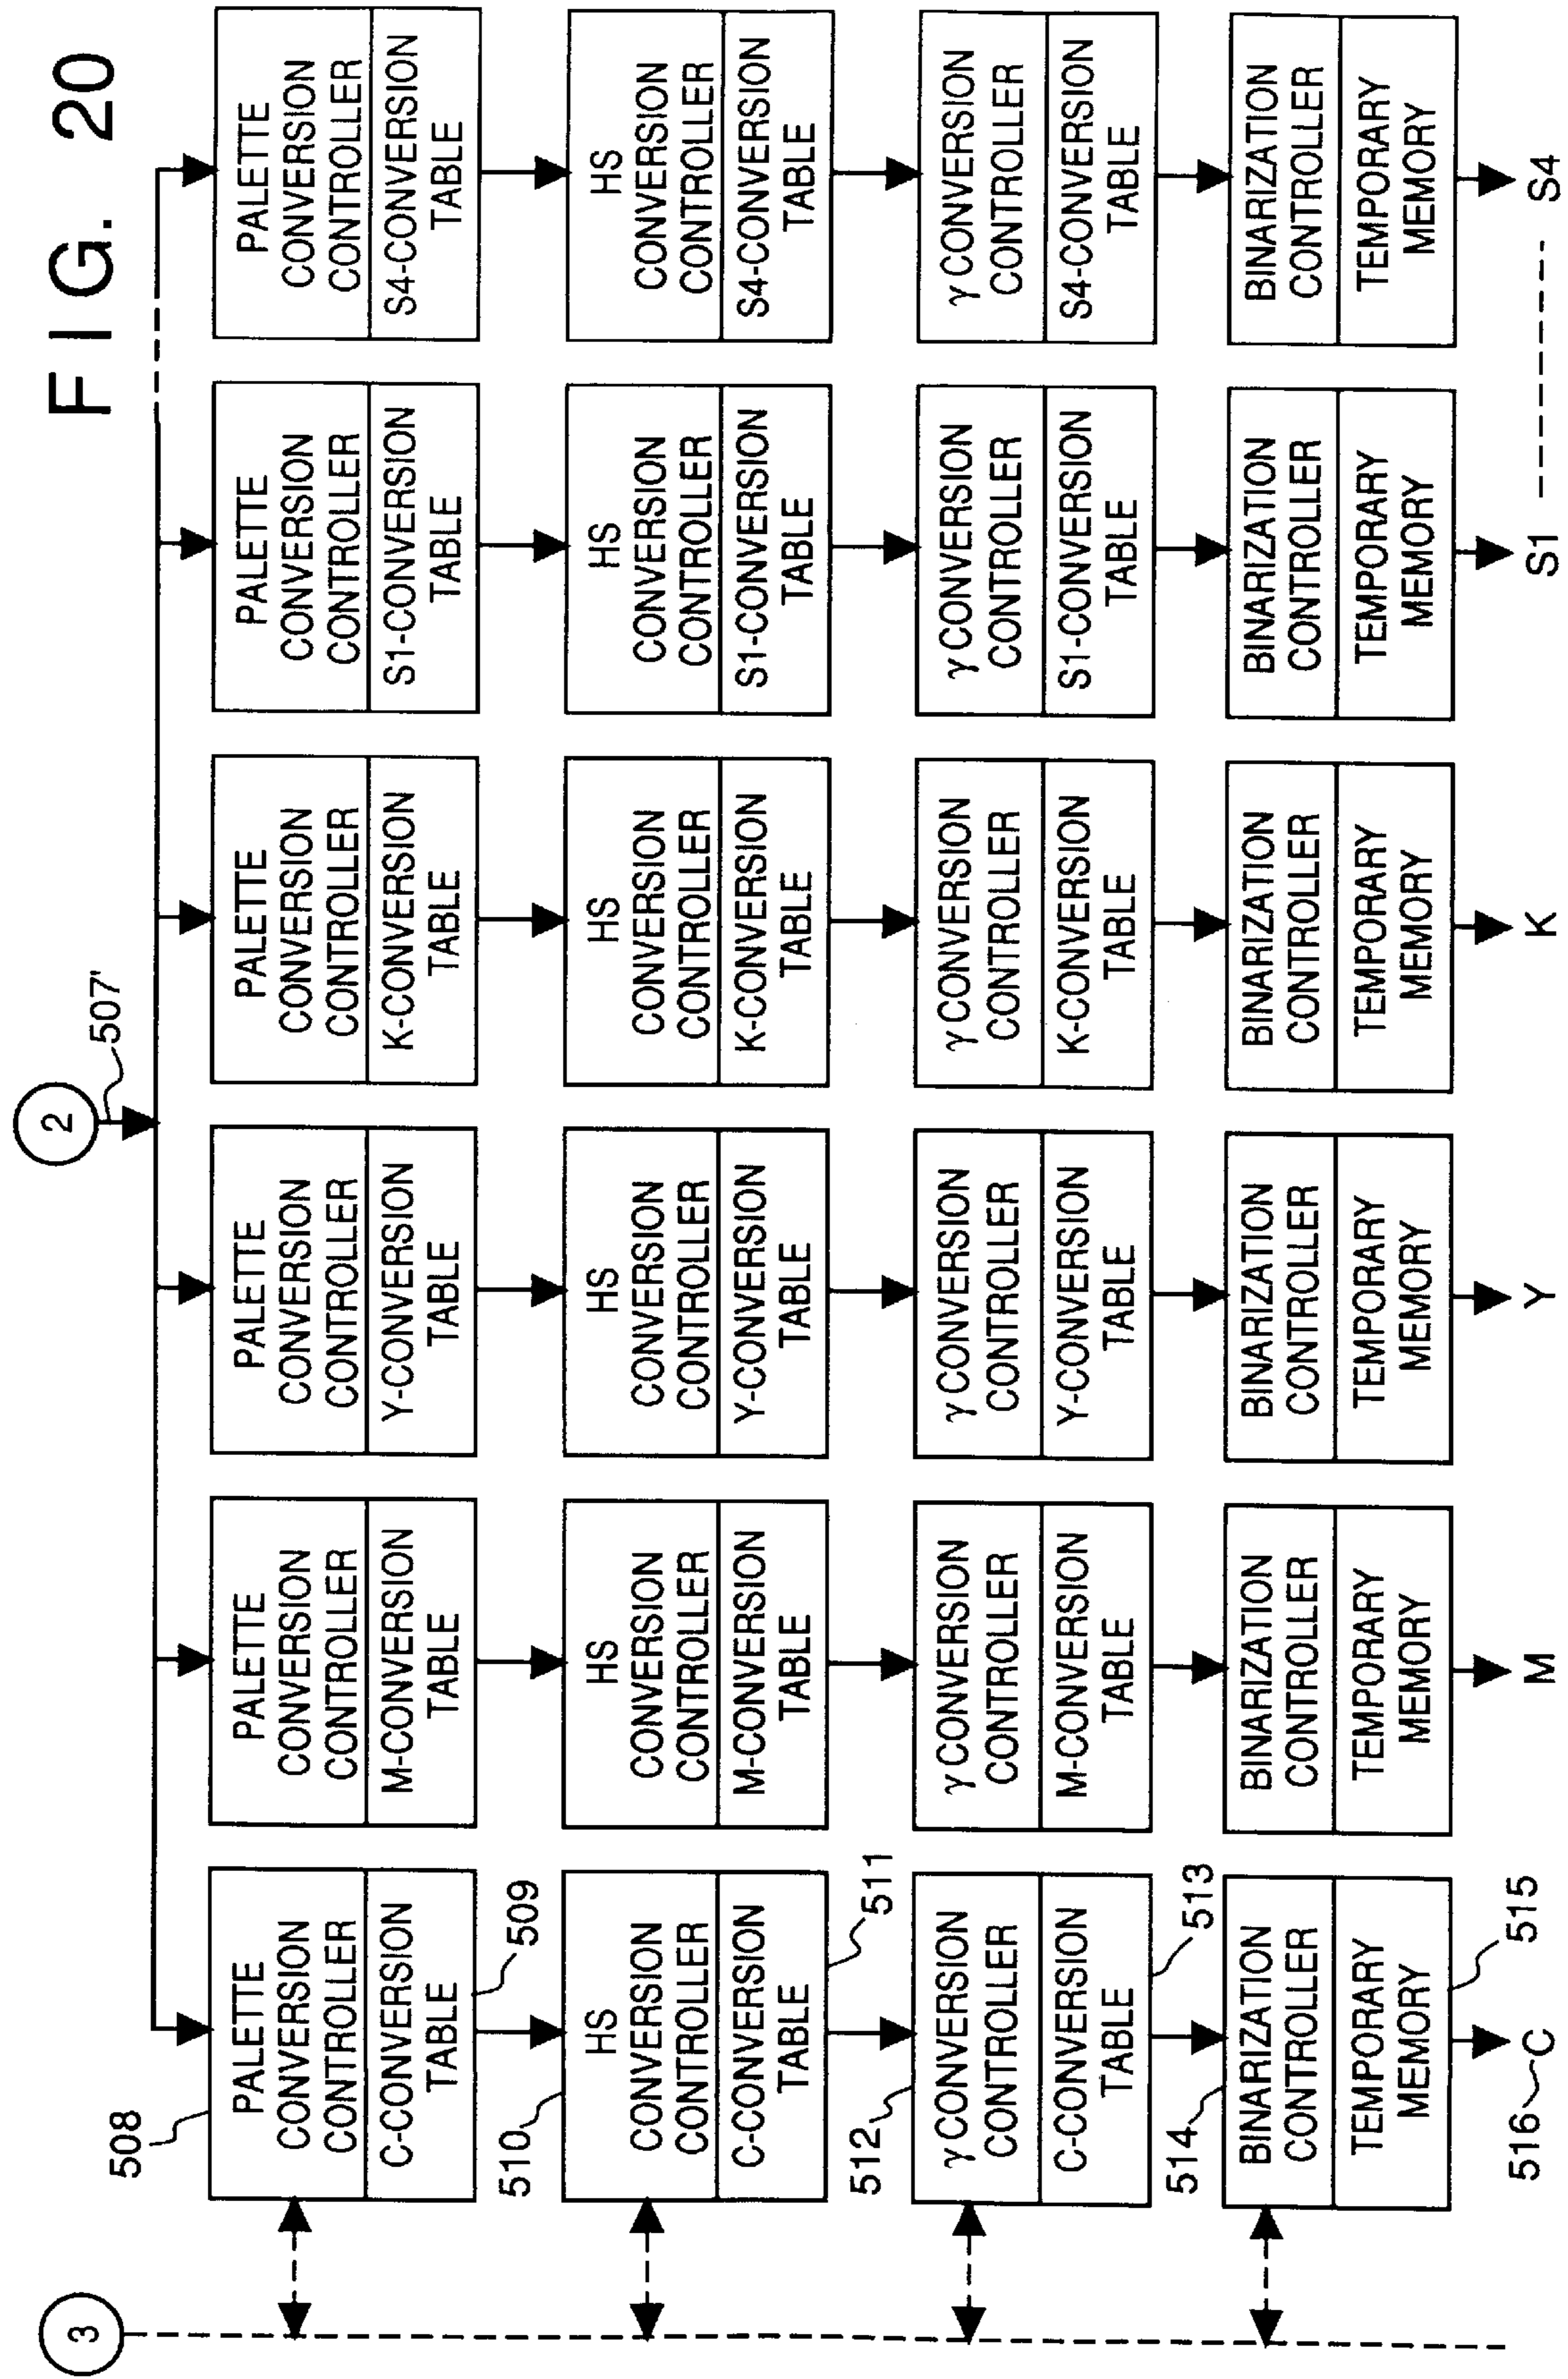 FIG. 20
2
507'
3
508
PALETTE
CONVERSION
CONTROLLER
C-CONVERSION
TABLE
509
PALETTE
CONVERSION
CONTROLLER
M-CONVERSION
TABLE
PALETTE
CONVERSION
CONTROLLER
Y-CONVERSION
TABLE
PALETTE
CONVERSION
CONTROLLER
K-CONVERSION
TABLE
PALETTE
CONVERSION
CONTROLLER
S1-CONVERSION
TABLE
PALETTE
CONVERSION
CONTROLLER
S4-CONVERSION
TABLE
510
HS
CONVERSION
CONTROLLER
C-CONVERSION
TABLE
511
HS
CONVERSION
CONTROLLER
M-CONVERSION
TABLE
HS
CONVERSION
CONTROLLER
Y-CONVERSION
TABLE
HS
CONVERSION
CONTROLLER
K-CONVERSION
TABLE
HS
CONVERSION
CONTROLLER
S1-CONVERSION
TABLE
HS
CONVERSION
CONTROLLER
S4-CONVERSION
TABLE
512
γ CONVERSION
CONTROLLER
C-CONVERSION
TABLE
513
γ CONVERSION
CONTROLLER
M-CONVERSION
TABLE
γ CONVERSION
CONTROLLER
Y-CONVERSION
TABLE
γ CONVERSION
CONTROLLER
K-CONVERSION
TABLE
γ CONVERSION
CONTROLLER
S1-CONVERSION
TABLE
γ CONVERSION
CONTROLLER
S4-CONVERSION
TABLE
514
BINARIZATION
CONTROLLER
TEMPORARY
MEMORY
515
BINARIZATION
CONTROLLER
TEMPORARY
MEMORY
BINARIZATION
CONTROLLER
TEMPORARY
MEMORY
BINARIZATION
CONTROLLER
TEMPORARY
MEMORY
BINARIZATION
CONTROLLER
TEMPORARY
MEMORY
BINARIZATION
CONTROLLER
TEMPORARY
MEMORY
516 C
M
Y
K
S1
S4